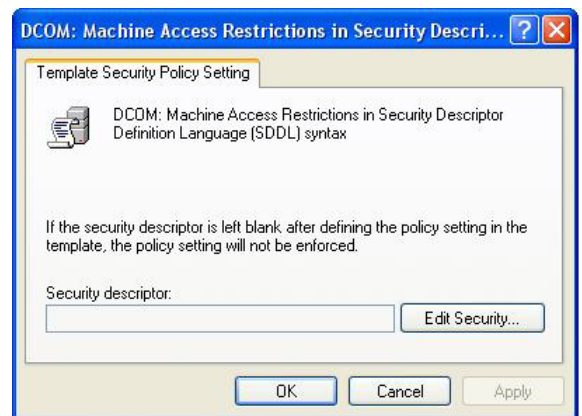 DCOM: Machine Access Restrictions in Security Descri...
Template Security Policy Setting
DCOM: Machine Access Restrictions in Security Descriptor
Definition Language (SDDL) syntax
If the security descriptor is left blank after defining the policy setting in the
template, the policy setting will not be enforced.
Security descriptor:
Edit Security...
OK Cancel Apply